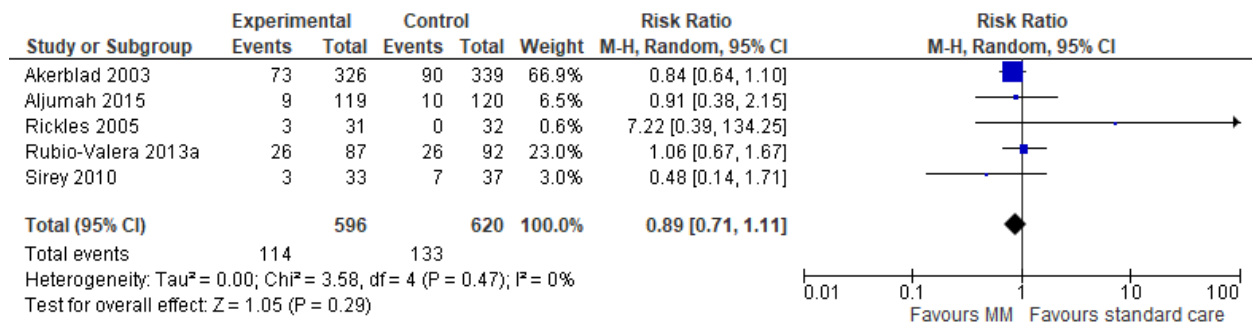 Experimental Control Risk Ratio Risk Ratio
Study or Subgroup Events Total Events Total Weight M-H, Random, 95% CI M-H, Random, 95% CI
Akerblad 2003 73 326 90 339 66.9% 0.84 [0.64, 1.10]
Aljumah 2015 9 119 10 120 6.5% 0.91 [0.38, 2.15]
Rickles 2005 3 31 0 32 0.6% 7.22 [0.39, 134.25]
Rubio-Valera 2013a 26 87 26 92 23.0% 1.06 [0.67, 1.67]
Sirey 2010 3 33 7 37 3.0% 0.48 [0.14, 1.71]
Total (95% CI) 596 620 100.0% 0.89 [0.71, 1.11]
Total events 114 133
Heterogeneity: Tau² = 0.00; Chi² = 3.58, df = 4 (P = 0.47); I² = 0%
Test for overall effect: Z = 1.05 (P = 0.29)
0.01 0.1 1 10 100
Favours MM Favours standard care